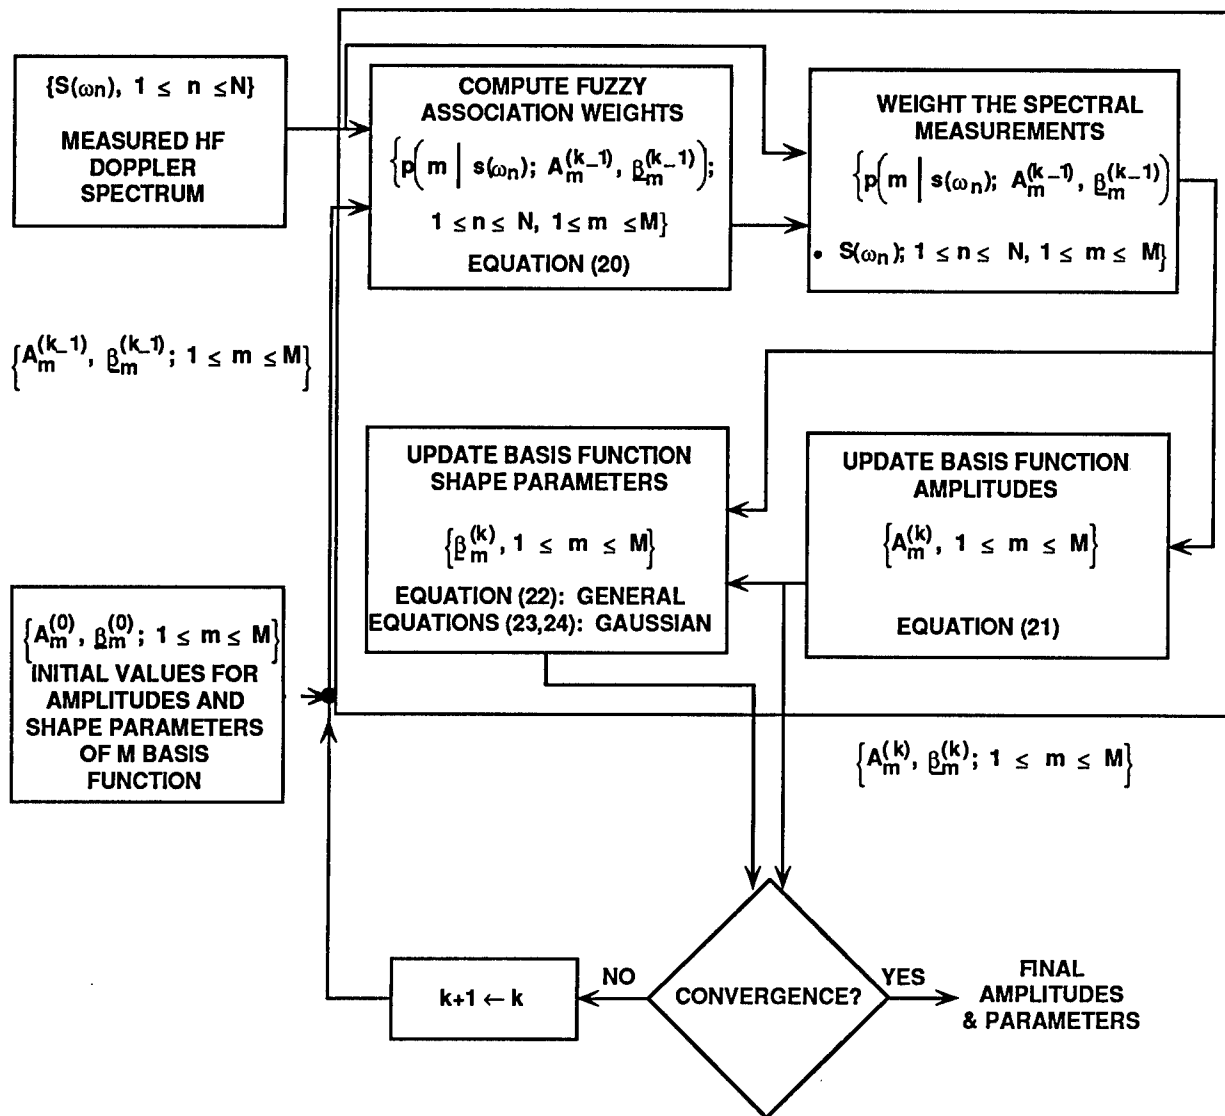 {S(ωn), 1 ≤ n ≤N}
MEASURED HF
DOPPLER
SPECTRUM
COMPUTE FUZZY
ASSOCIATION WEIGHTS
{p(m | s(ωn); A_m^(k-1), β_m^(k-1));
1 ≤ n ≤ N, 1 ≤ m ≤ M}
EQUATION (20)
WEIGHT THE SPECTRAL
MEASUREMENTS
{p(m | s(ωn); A_m^(k-1), β_m^(k-1))
• S(ωn); 1 ≤ n ≤ N, 1 ≤ m ≤ M}
{A_m^(k-1), β_m^(k-1); 1 ≤ m ≤ M}
UPDATE BASIS FUNCTION
SHAPE PARAMETERS
{β_m^(k), 1 ≤ m ≤ M}
EQUATION (22): GENERAL
EQUATIONS (23,24): GAUSSIAN
UPDATE BASIS FUNCTION
AMPLITUDES
{A_m^(k), 1 ≤ m ≤ M}
EQUATION (21)
{A_m^(0), β_m^(0); 1 ≤ m ≤ M}
INITIAL VALUES FOR
AMPLITUDES AND
SHAPE PARAMETERS
OF M BASIS
FUNCTION
{A_m^(k), β_m^(k); 1 ≤ m ≤ M}
k+1 ← k
NO
CONVERGENCE?
YES
FINAL
AMPLITUDES
& PARAMETERS